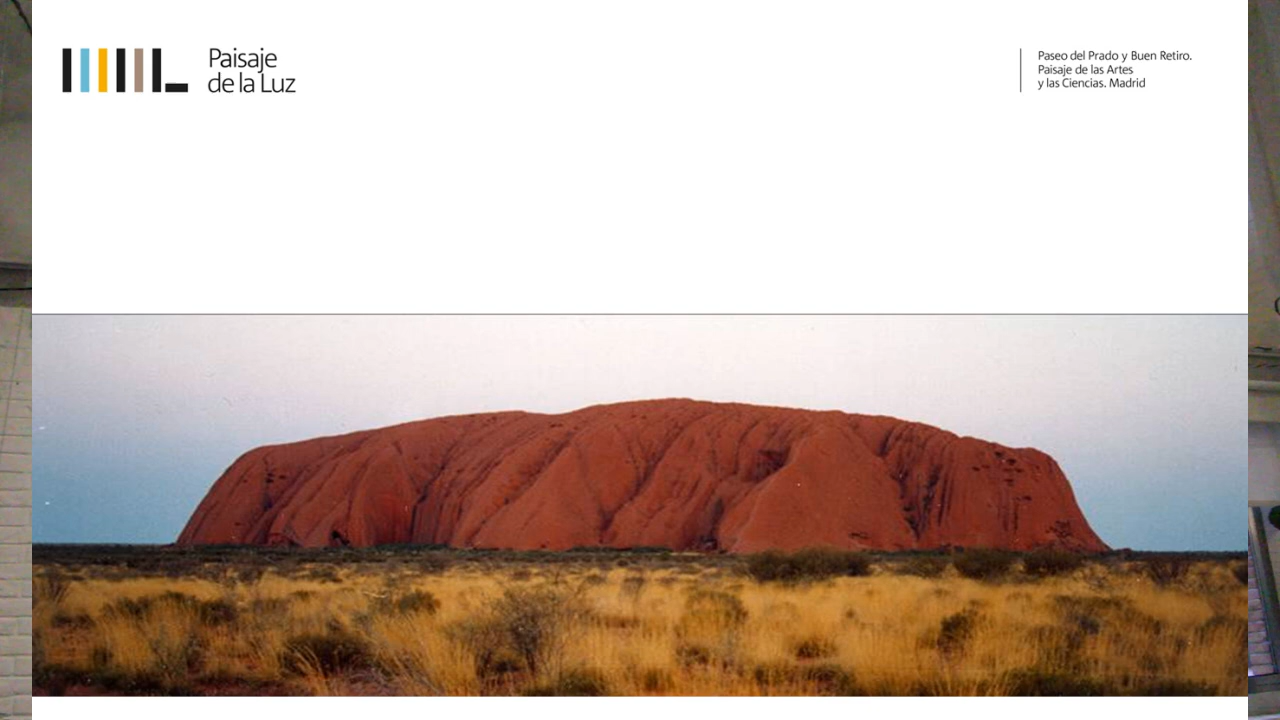 Paisaje
de la Luz
Paseo del Prado y Buen Retiro.
Paisaje de las Artes
y las Ciencias. Madrid